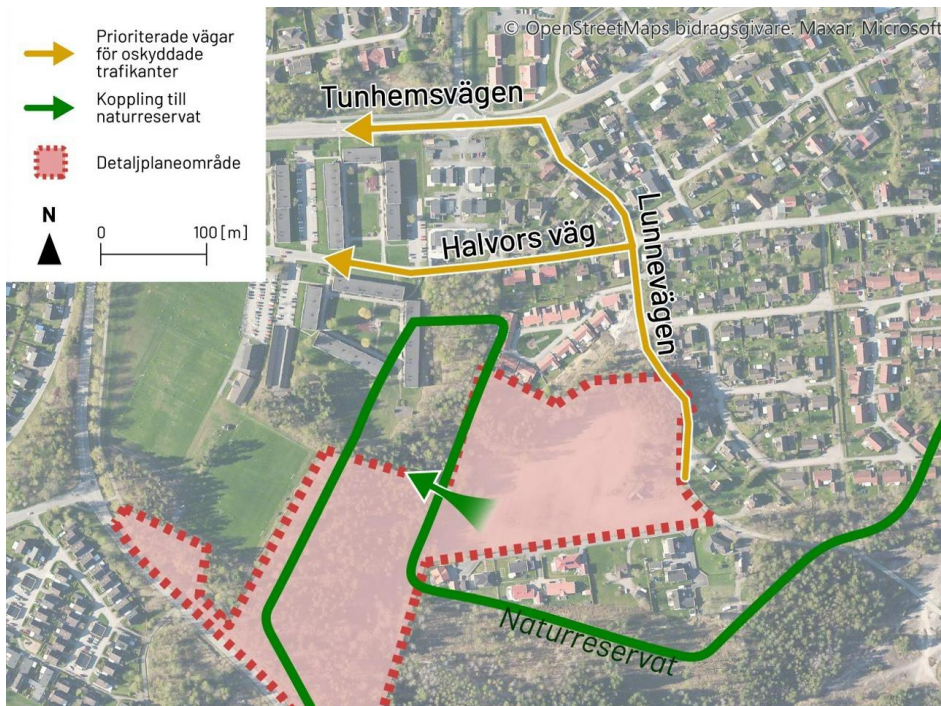 © OpenStreetMaps bidragsgivare. Maxar, Microsoft
Prioriterade vägar
för oskyddade
trafikanter
Koppling till
naturreservat
Detaljplaneområde
N
0 100 [m]
Tunhemsvägen
Halvors väg
Lunnevägen
Naturreservat